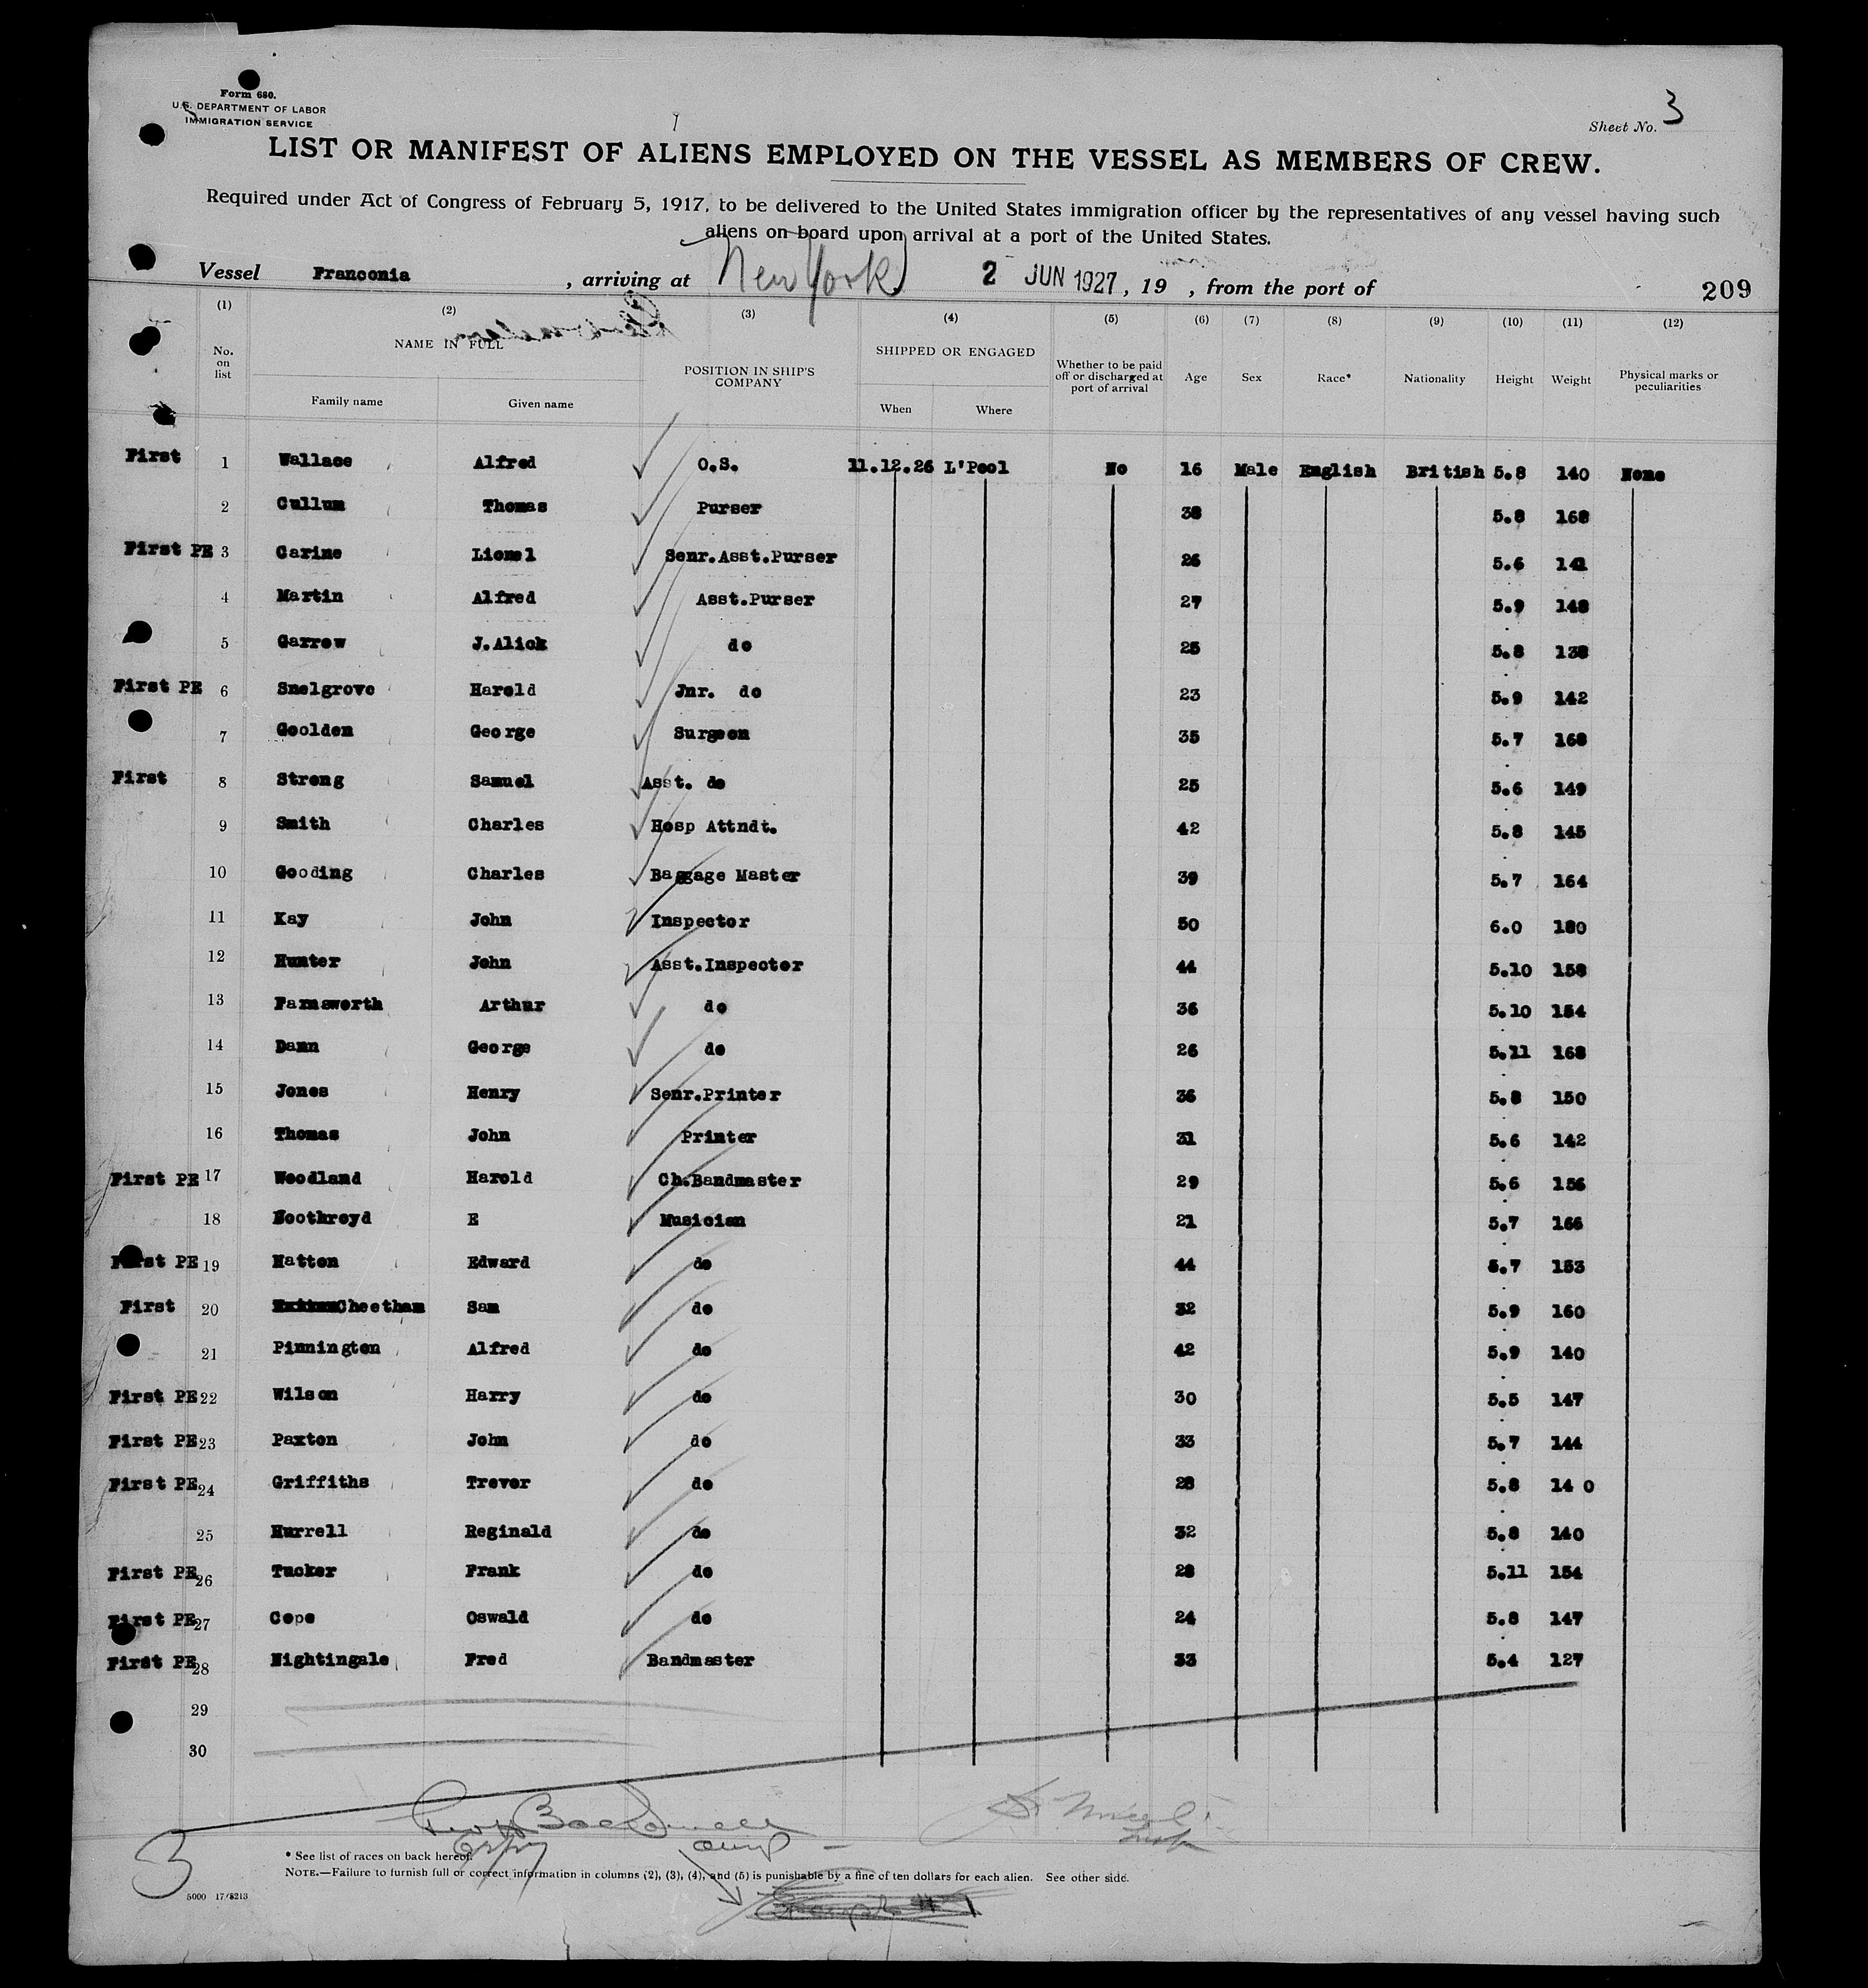 Form 680.
U.S. DEPARTMENT OF LABOR
IMMIGRATION SERVICE
Sheet No. 3
LIST OR MANIFEST OF ALIENS EMPLOYED ON THE VESSEL AS MEMBERS OF CREW.
Required under Act of Congress of February 5, 1917, to be delivered to the United States immigration officer by the representatives of any vessel having such
aliens on board upon arrival at a port of the United States.
Vessel Franconia , arriving at New York 2 JUN 1927, 19 , from the port of
209
(1) (2) (3) (4) (5) (6) (7) (8) (9) (10) (11) (12)
No. on list NAME IN FULL POSITION IN SHIP'S COMPANY SHIPPED OR ENGAGED Whether to be paid off or discharged at port of arrival Age Sex Race* Nationality Height Weight Physical marks or peculiarities
Family name Given name When Where
First 1 Wallace Alfred O.S. 11.12.26 L'Pool No 16 Male English British 5.8 140 None
2 Cullum Thomas Purser 38 5.8 168
First PE 3 Carine Lionel Senr.Asst.Purser 26 5.6
4 Martin Alfred Asst.Purser 27 5.9 148
5 Garrow J.Alick do 25 5.8 138
First PE 6 Snelgrove Harold Jnr. do 23 5.9 142
7 Goolden George Surgeon 35 5.7 168
First 8 Strong Samuel Asst. do 25 5.6 149
9 Smith Charles Hosp Attndt. 42 5.8 145
10 Gooding Charles Baggage Master 39 5.7 164
11 Kay John Inspector 50 6.0 180
12 Hunter John Asst.Inspector 44 5.10 158
13 Farnsworth Arthur do 36 5.10 154
14 Dann George do 26 5.11 168
15 Jones Henry Senr.Printer 36 5.8 150
16 Thomas John Printer 31 5.6 142
First PE 17 Woodland Harold Ch.Bandmaster 29 5.6 156
18 Boothroyd E Musician 21 5.7 166
First PE 19 Hatton Edward do 44 5.7 153
First 20 Cheetham Sam do 32 5.9 160
21 Pinnington Alfred do 42 5.9 140
First PE 22 Wilson Harry do 30 5.5 147
First PE 23 Paxton John do 33 5.7 144
First PE 24 Griffiths Trevor do 28 5.8 14 0
25 Hurrell Reginald do 32 5.8 140
First PE 26 Tucker Frank do 28 5.11 154
First PE 27 Cope Oswald do 24 5.8 147
First PE 28 Nightingale Fred Bandmaster 33 5.4 127
29
30
3
* See list of races on back hereof.
NOTE.—Failure to furnish full or correct information in columns (2), (3), (4), and (5) is punishable by a fine of ten dollars for each alien. See other side.
5000 17/8213